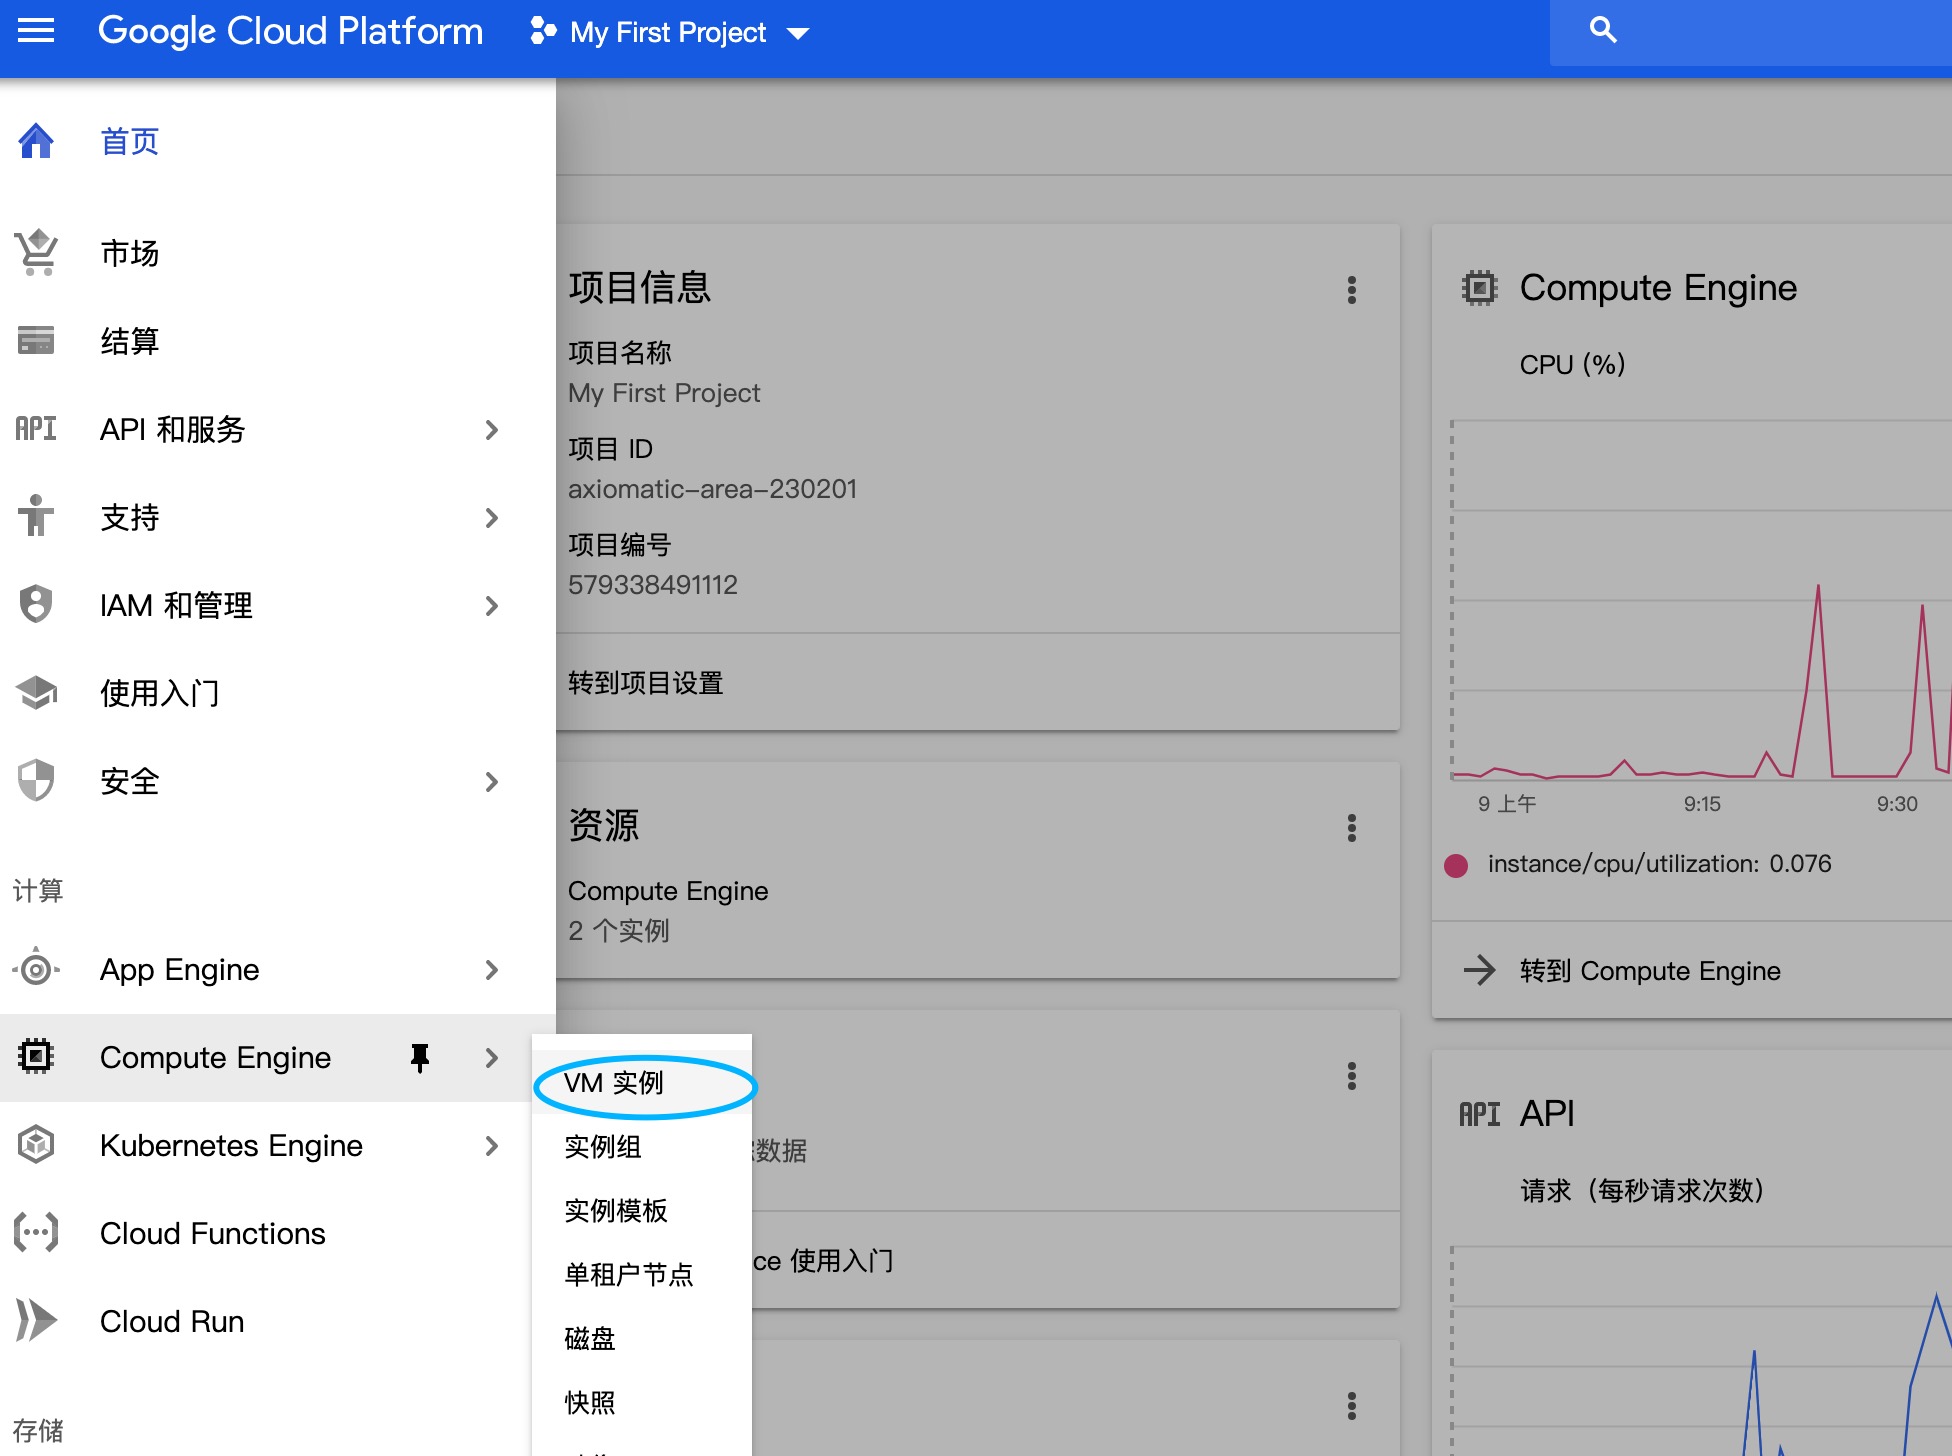 Google Cloud Platform
My First Project
首页
市场
结算
API 和服务
支持
IAM 和管理
使用入门
安全
计算
App Engine
Compute Engine
Kubernetes Engine
Cloud Functions
Cloud Run
存储
VM 实例
实例组
实例模板
单租户节点
磁盘
快照
项目信息
项目名称
My First Project
项目 ID
axiomatic-area-230201
项目编号
579338491112
转到项目设置
资源
Compute Engine
2 个实例
数据
ce 使用入门
Compute Engine
CPU (%)
9 上午
9:15
9:30
instance/cpu/utilization: 0.076
转到 Compute Engine
API API
请求（每秒请求次数）